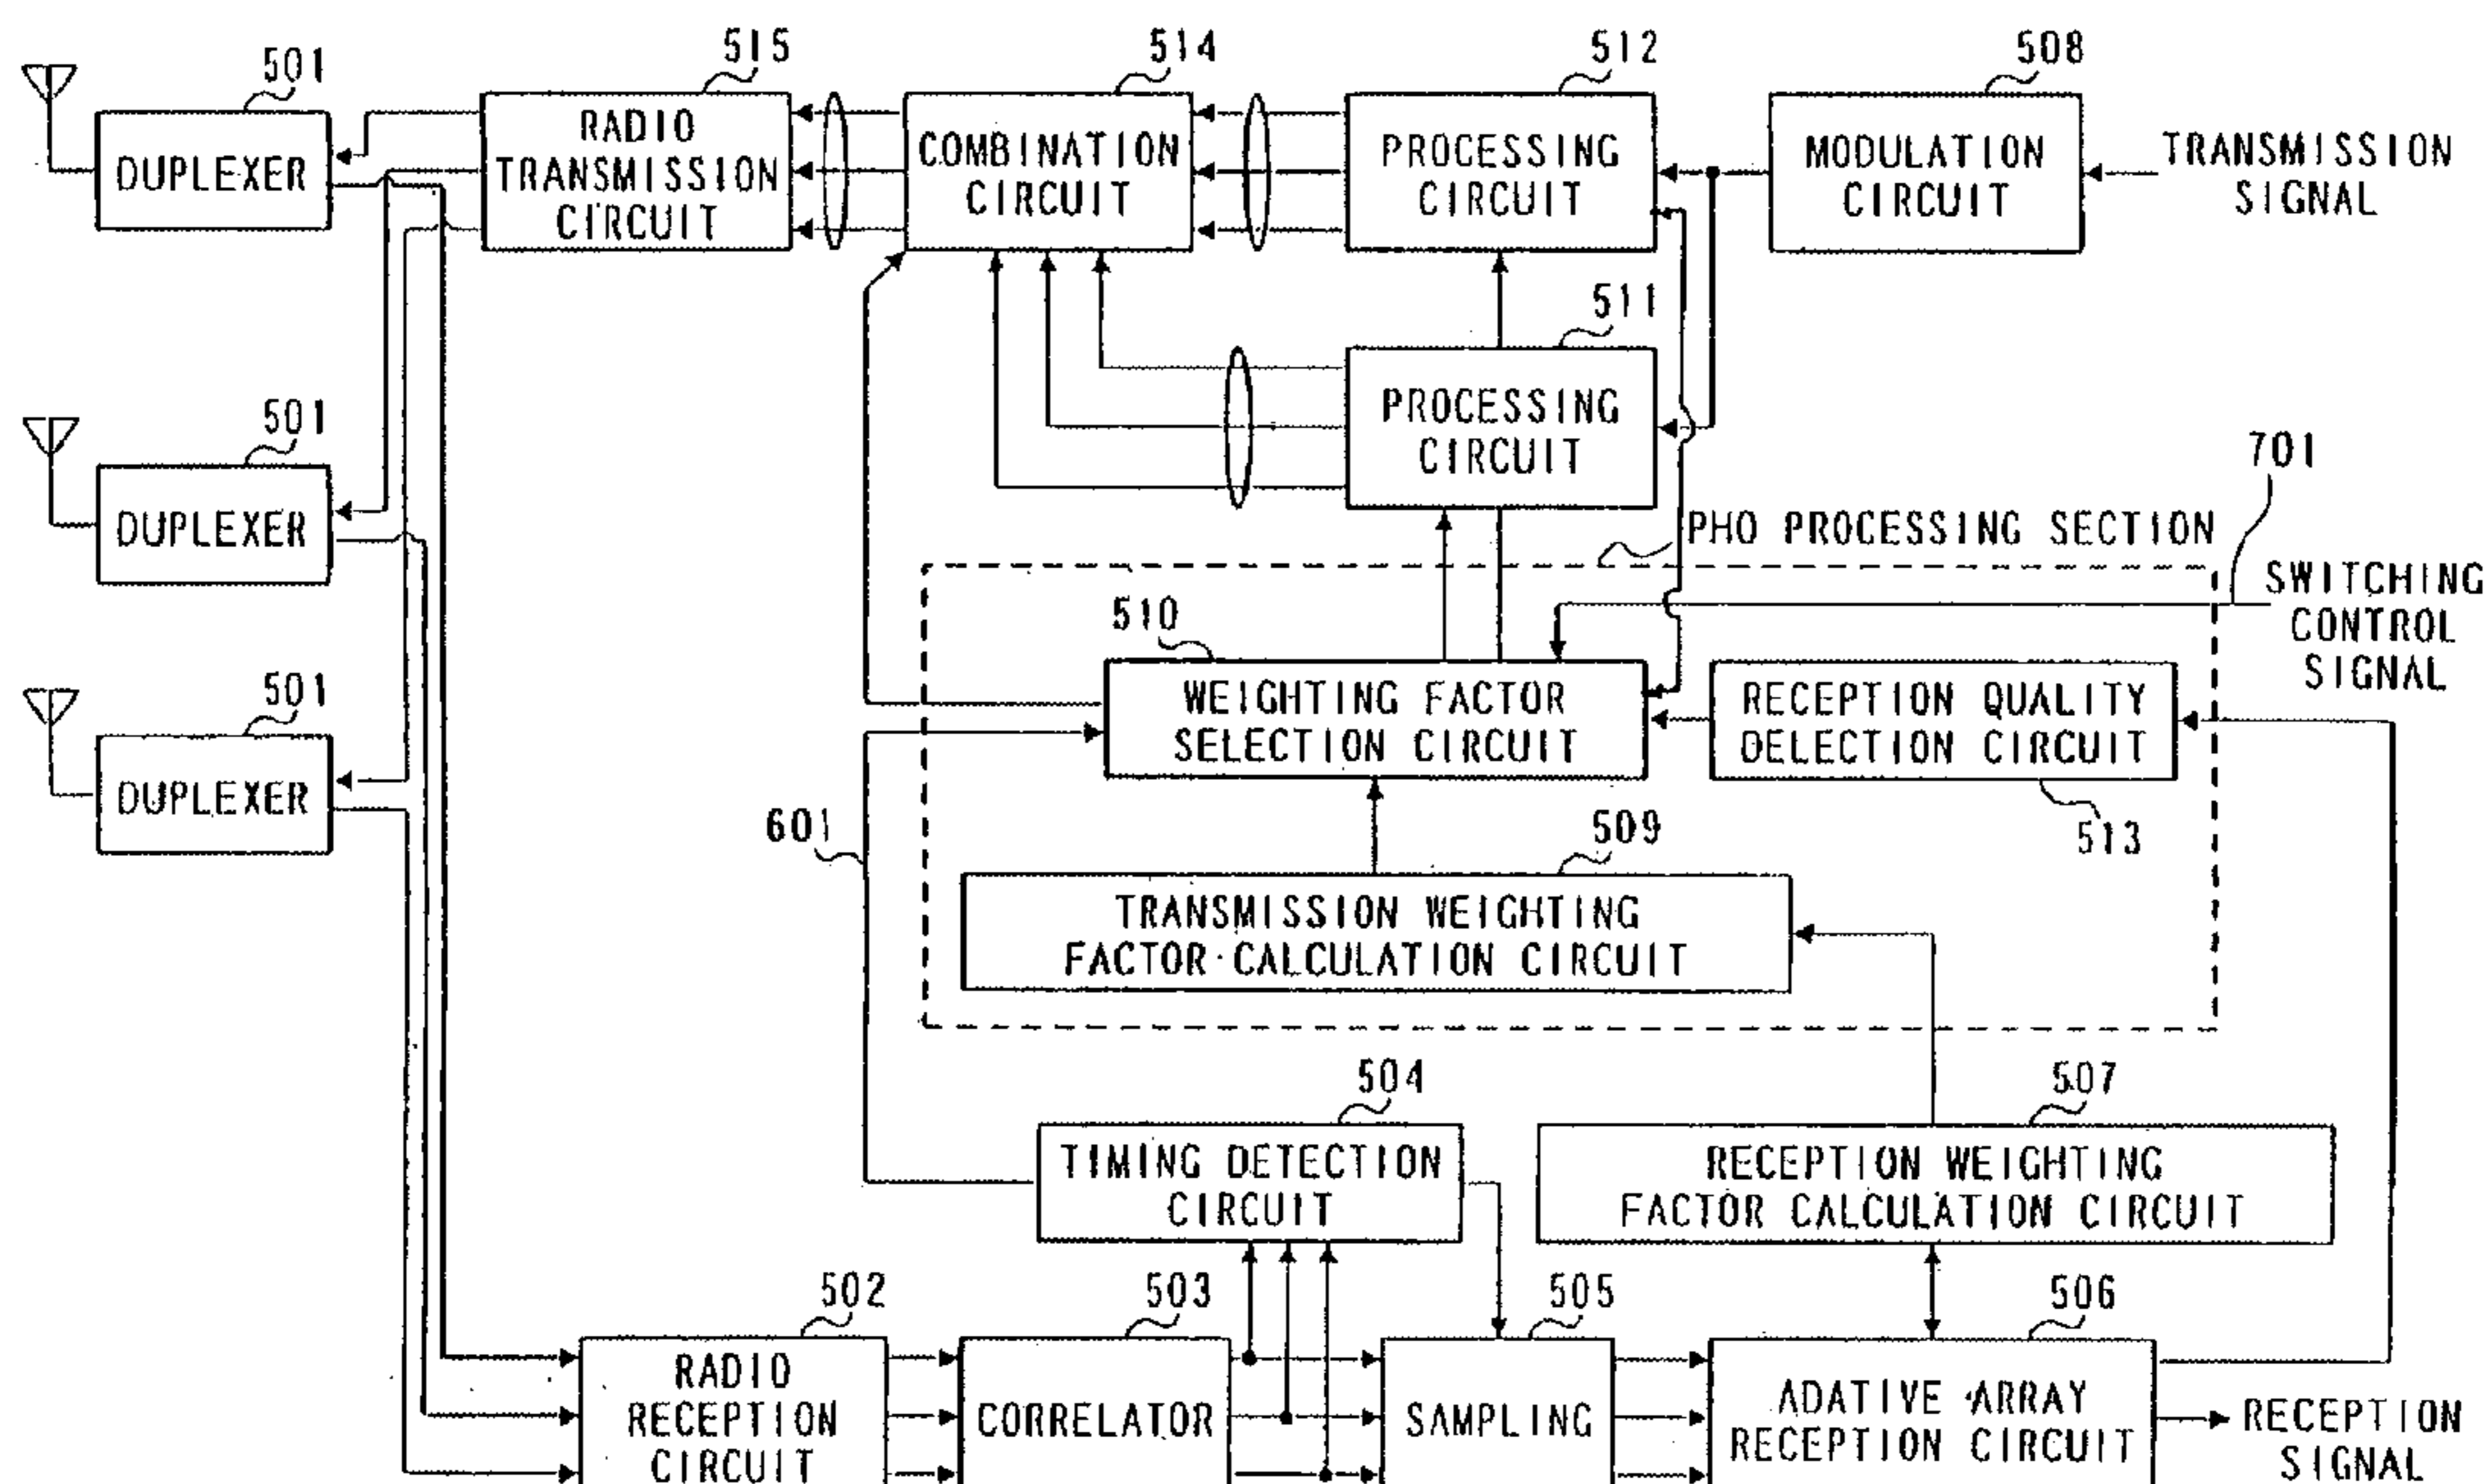 515
514
512
508
501
RADIO
TRANSMISSION
CIRCUIT
COMBINATION
CIRCUIT
PROCESSING
CIRCUIT
MODULATION
CIRCUIT
TRANSMISSION
SIGNAL
DUPLEXER
511
PROCESSING
CIRCUIT
501
DUPLEXER
701
PHO PROCESSING SECTION
SWITCHING
CONTROL
SIGNAL
510
WEIGHTING FACTOR
SELECTION CIRCUIT
RECEPTION QUALITY
DELECTION CIRCUIT
513
501
DUPLEXER
601
509
TRANSMISSION WEIGHTING
FACTOR CALCULATION CIRCUIT
504
TIMING DETECTION
CIRCUIT
507
RECEPTION WEIGHTING
FACTOR CALCULATION CIRCUIT
502
503
505
506
RADIO
RECEPTION
CIRCUIT
CORRELATOR
SAMPLING
ADATIVE ARRAY
RECEPTION CIRCUIT
RECEPTION
SIGNAL